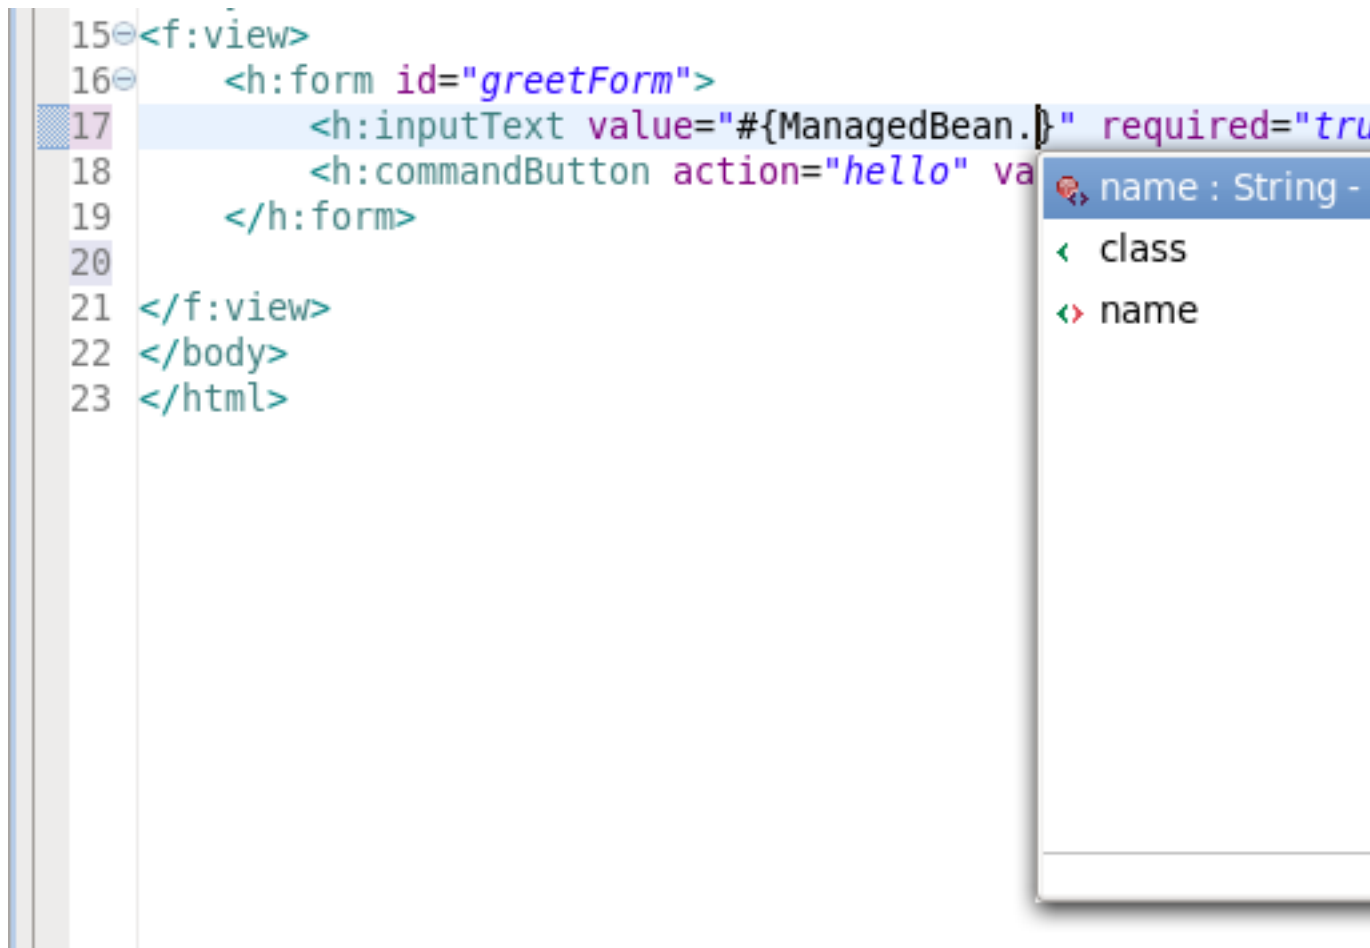 15 <f:view>
16 <h:form id="greetForm">
17 <h:inputText value="#{ManagedBean.}" required="tru
18 <h:commandButton action="hello" va
name : String -
19 </h:form>
class
20
21 </f:view>
name
22 </body>
23 </html>